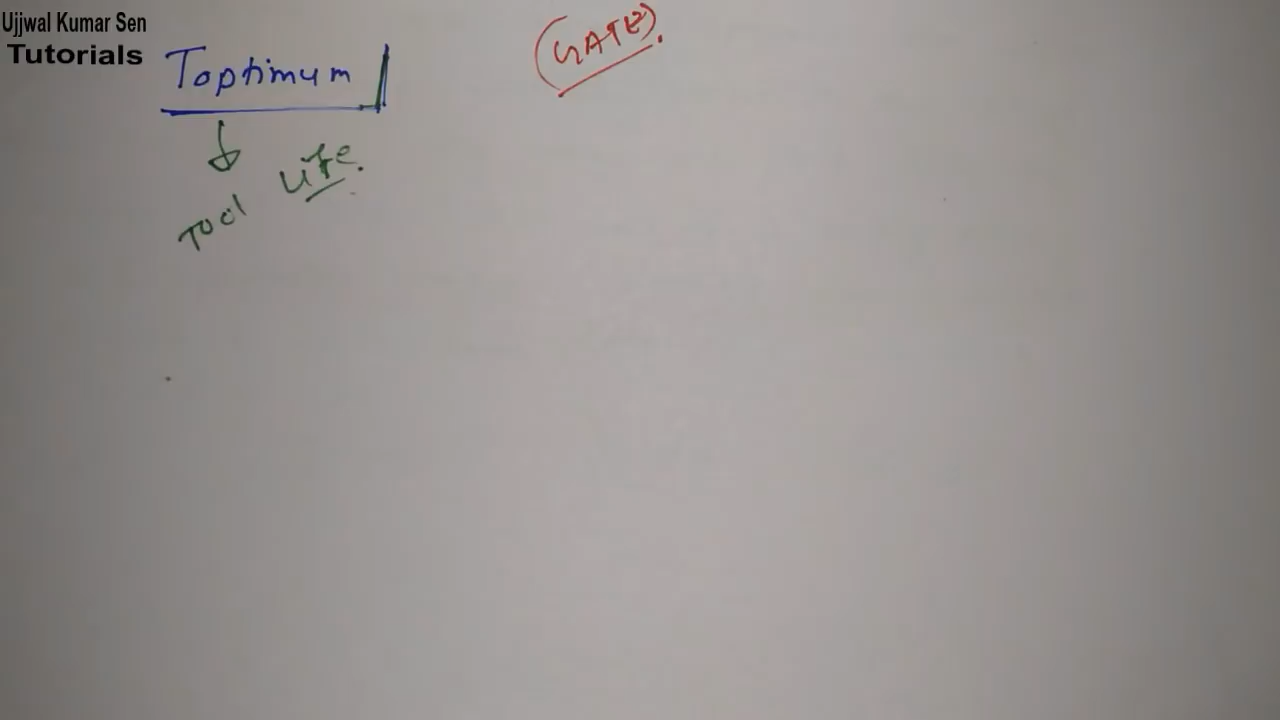 Ujjwal Kumar Sen
Tutorials
Toptimum
(GATE).
Tool Life.